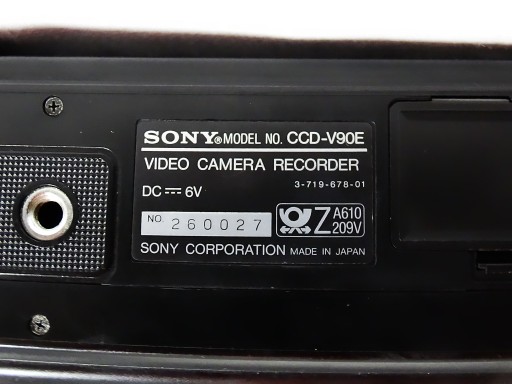 SONY® MODEL NO. CCD-V90E
VIDEO CAMERA RECORDER
3-719-678-01
DC ⎓ 6V
NO. 260027
Z A610
209V
SONY CORPORATION MADE IN JAPAN